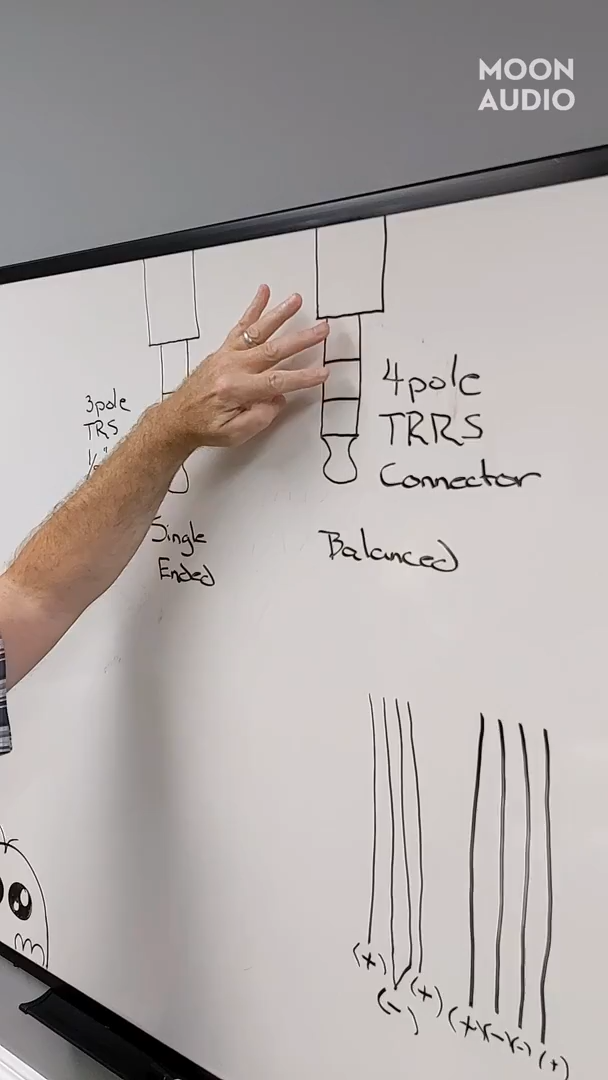 MOON
AUDIO
3pole
TRS
Single
Ended
4pole
TRRS
Connector
Balanced
(+)
(-)
(+)
(+)(-)(-)(+)